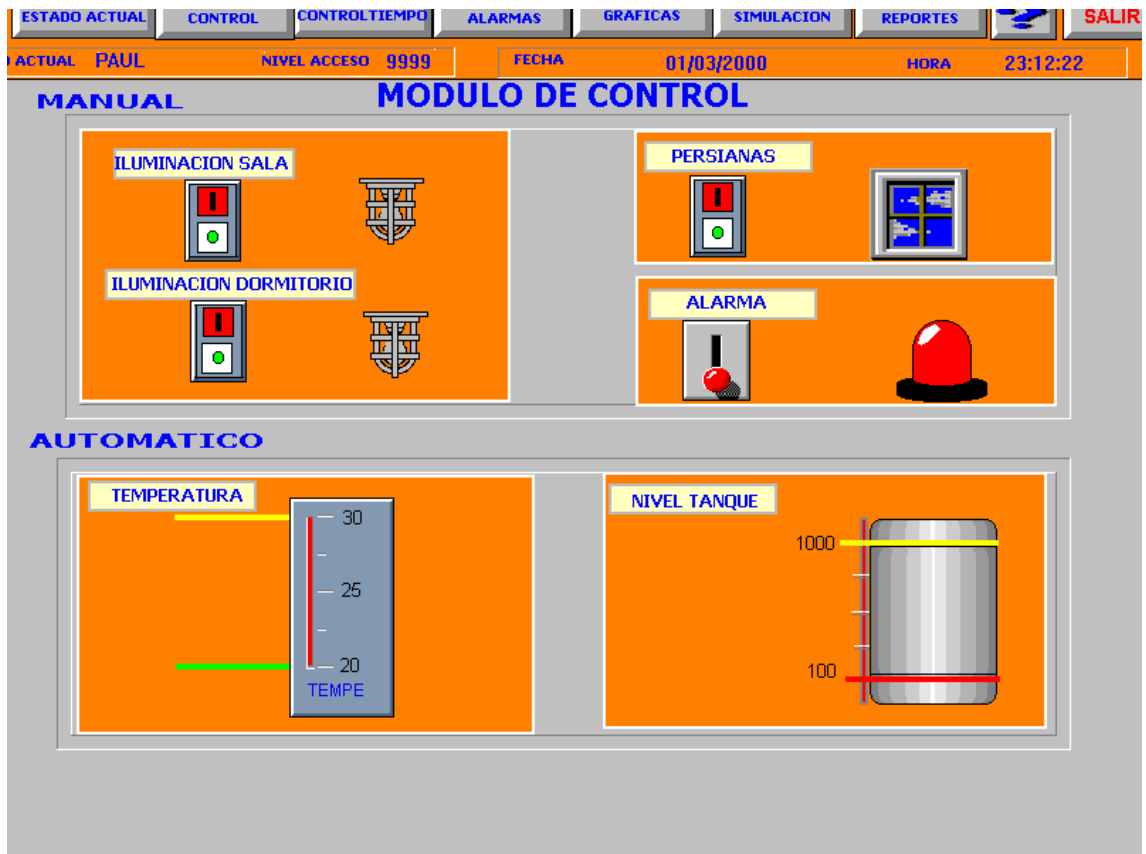 ESTADO ACTUAL CONTROL CONTROLTIEMPO ALARMAS GRAFICAS SIMULACION REPORTES SALIR
ACTUAL PAUL NIVEL ACCESO 9999 FECHA 01/03/2000 HORA 23:12:22
MANUAL MODULO DE CONTROL
ILUMINACION SALA
PERSIANAS
ILUMINACION DORMITORIO
ALARMA
AUTOMATICO
TEMPERATURA
30
25
20
TEMPE
NIVEL TANQUE
1000
100